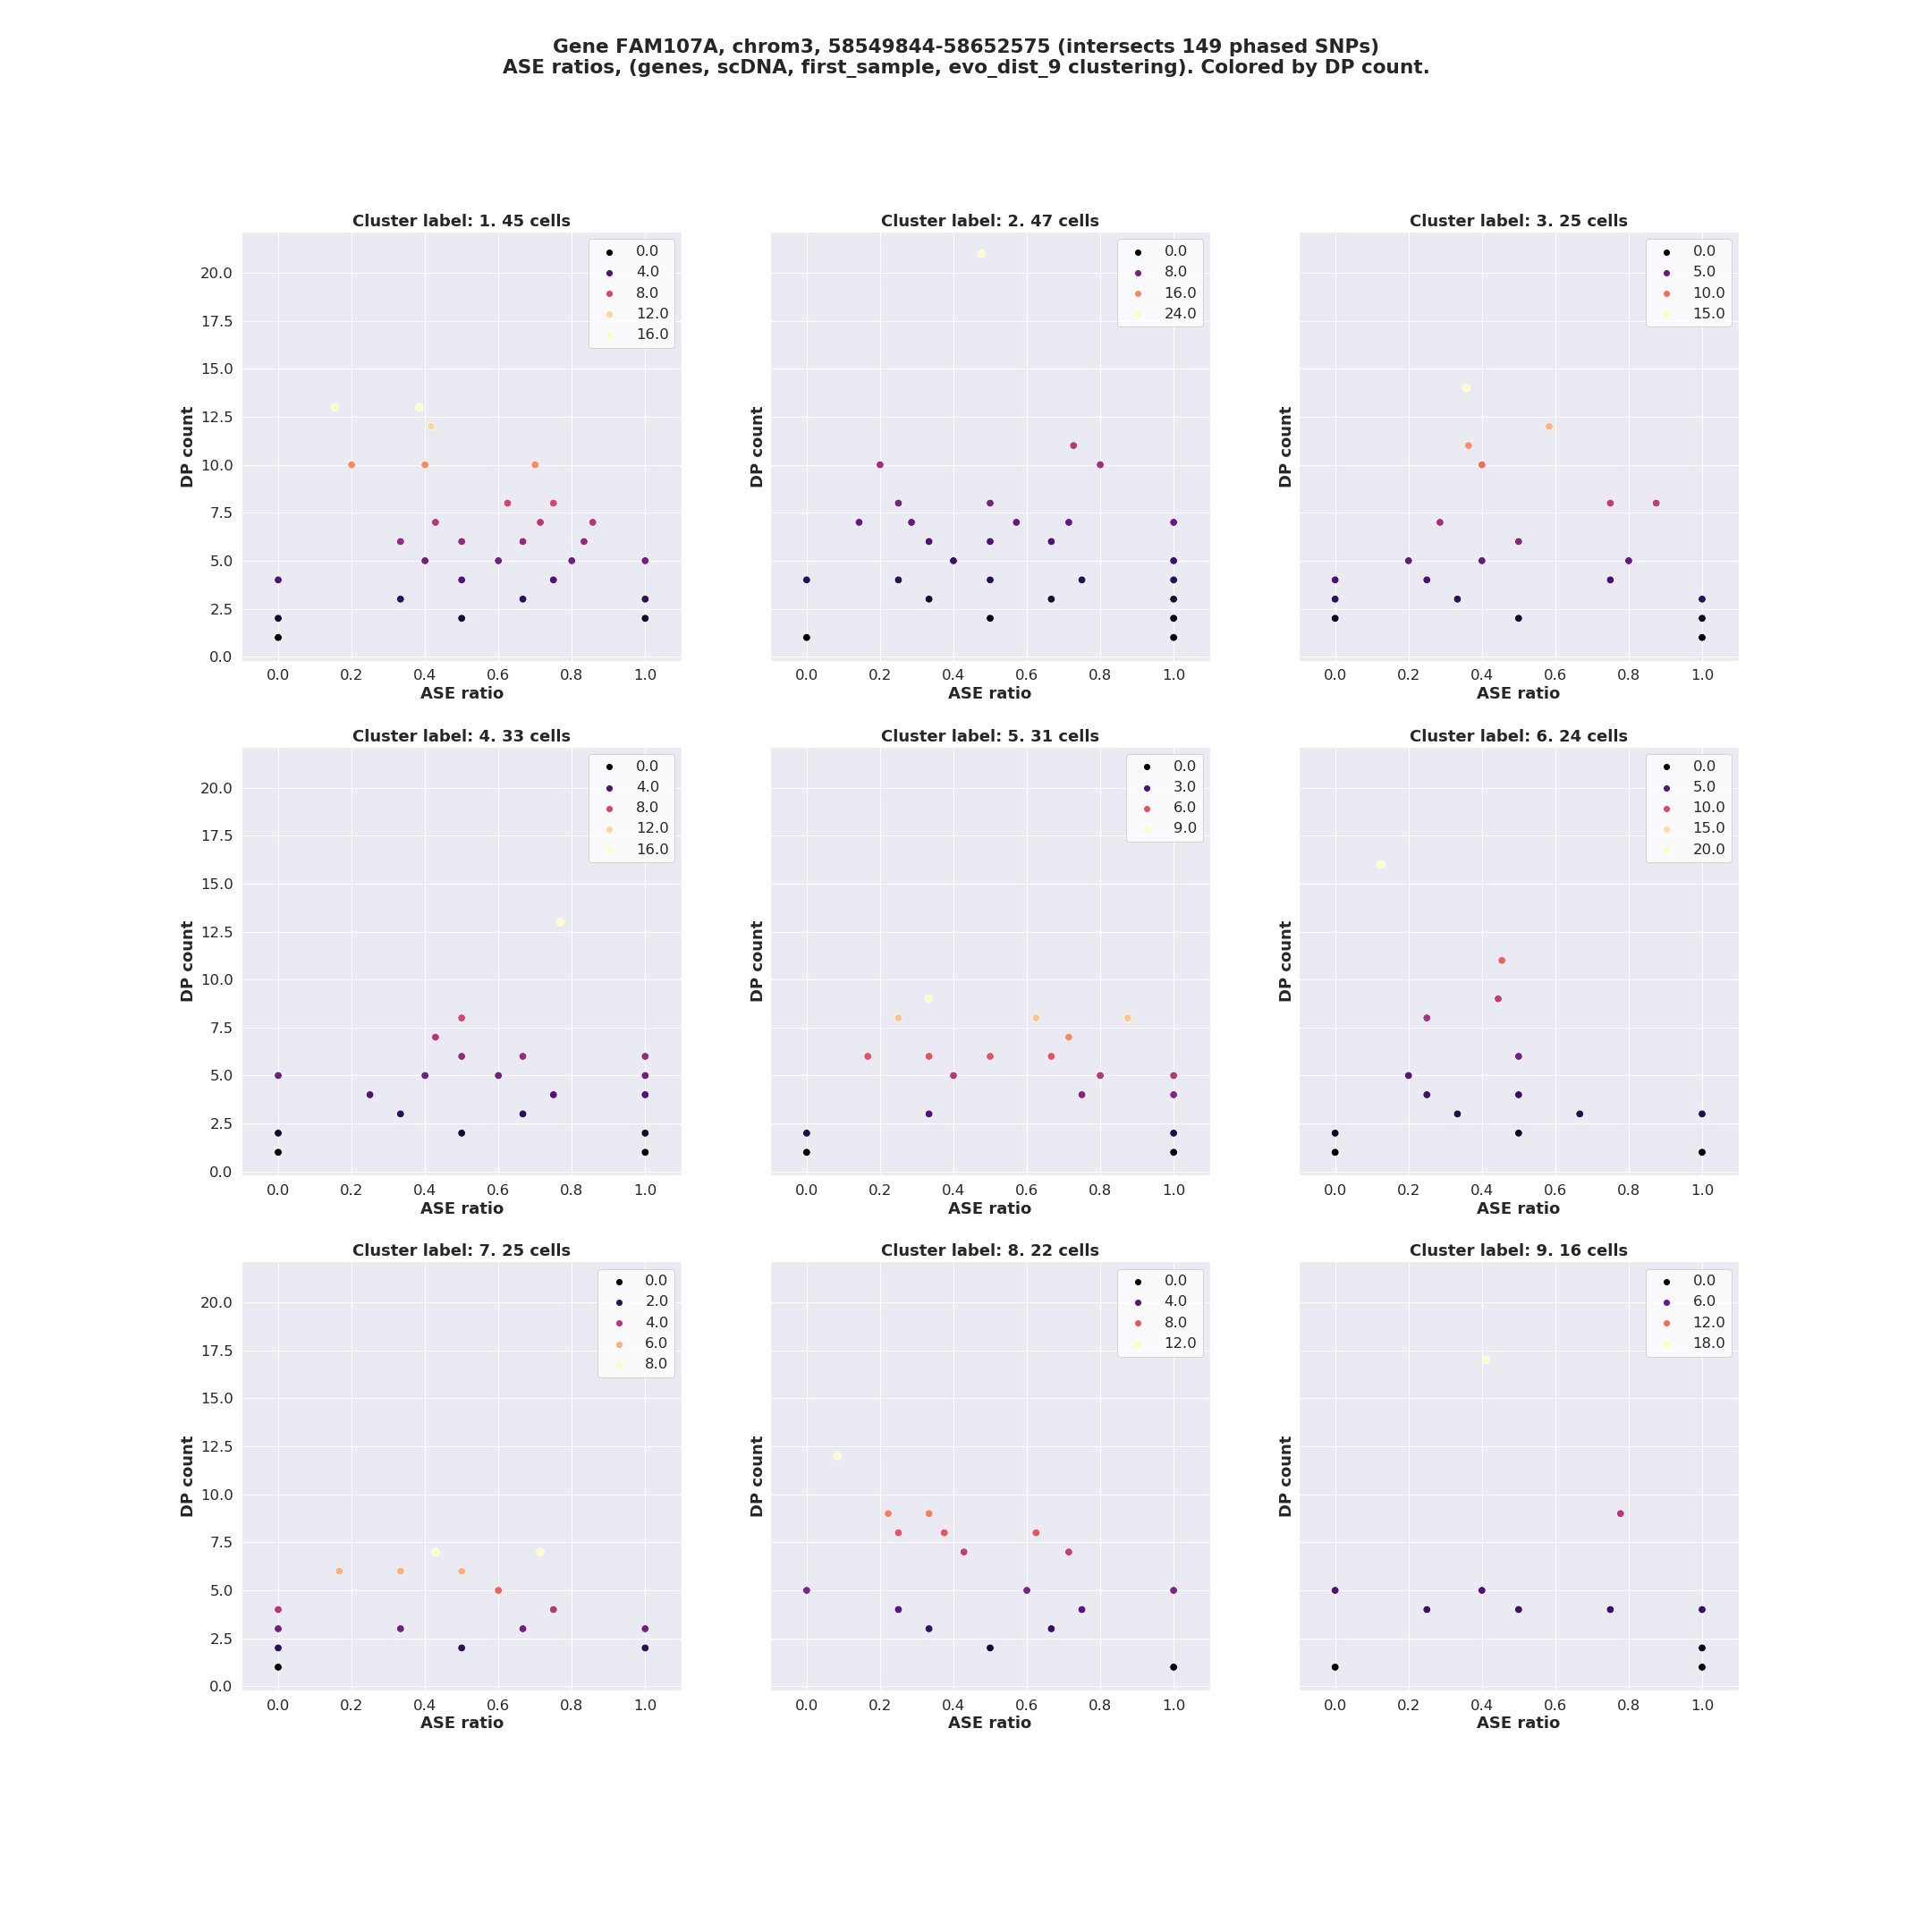 Gene FAM107A, chrom3, 58549844-58652575 (intersects 149 phased SNPs)
ASE ratios, (genes, scDNA, first_sample, evo_dist_9 clustering). Colored by DP count.
Cluster label: 1. 45 cells
0.0
4.0
8.0
12.0
16.0
20.0
17.5
15.0
12.5
10.0
7.5
5.0
2.5
0.0
DP count
0.0 0.2 0.4 0.6 0.8 1.0
ASE ratio
Cluster label: 2. 47 cells
0.0
8.0
16.0
24.0
DP count
0.0 0.2 0.4 0.6 0.8 1.0
ASE ratio
Cluster label: 3. 25 cells
0.0
5.0
10.0
15.0
DP count
0.0 0.2 0.4 0.6 0.8 1.0
ASE ratio
Cluster label: 4. 33 cells
0.0
4.0
8.0
12.0
16.0
20.0
17.5
15.0
12.5
10.0
7.5
5.0
2.5
0.0
DP count
0.0 0.2 0.4 0.6 0.8 1.0
ASE ratio
Cluster label: 5. 31 cells
0.0
3.0
6.0
9.0
DP count
0.0 0.2 0.4 0.6 0.8 1.0
ASE ratio
Cluster label: 6. 24 cells
0.0
5.0
10.0
15.0
20.0
DP count
0.0 0.2 0.4 0.6 0.8 1.0
ASE ratio
Cluster label: 7. 25 cells
0.0
2.0
4.0
6.0
8.0
20.0
17.5
15.0
12.5
10.0
7.5
5.0
2.5
0.0
DP count
0.0 0.2 0.4 0.6 0.8 1.0
ASE ratio
Cluster label: 8. 22 cells
0.0
4.0
8.0
12.0
DP count
0.0 0.2 0.4 0.6 0.8 1.0
ASE ratio
Cluster label: 9. 16 cells
0.0
6.0
12.0
18.0
DP count
0.0 0.2 0.4 0.6 0.8 1.0
ASE ratio